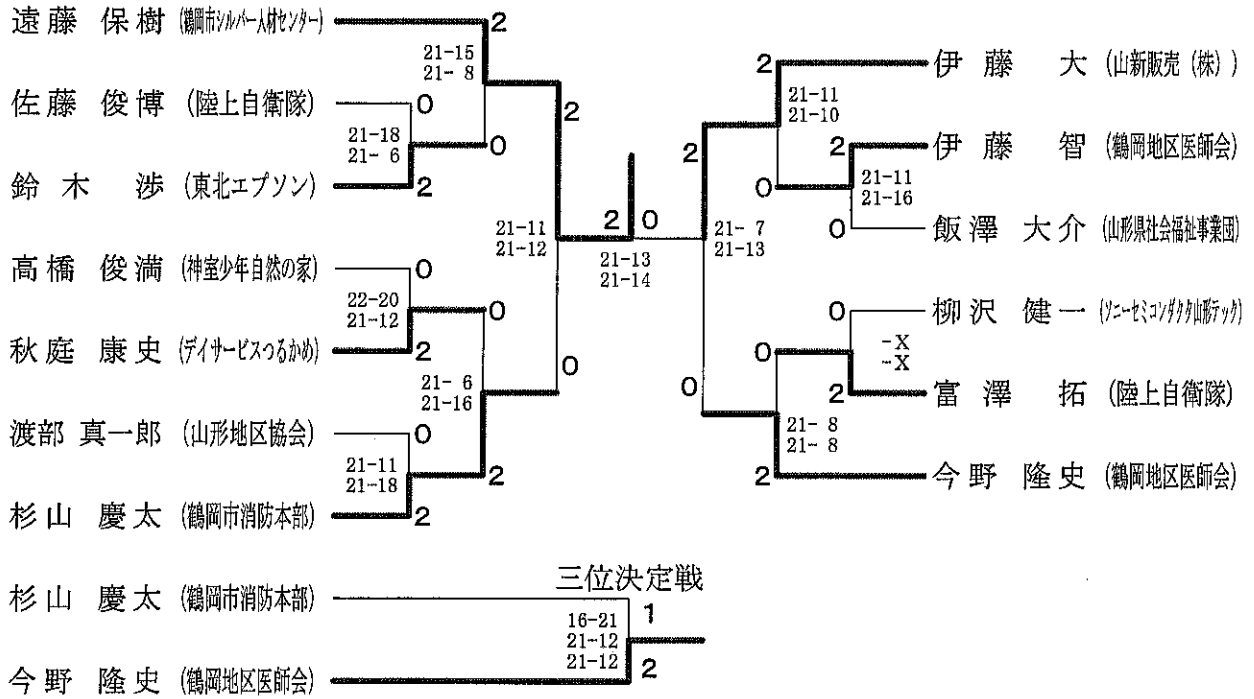 遠藤 保樹 (鶴岡市シルバー人材センター)
2
21-15
21- 8
佐藤 俊博 (陸上自衛隊)
0
2
21-18
21- 6
0
鈴木 渉 (東北エプソン)
2
21-11
21-12
高橋 俊満 (神室少年自然の家)
0
22-20
21-12
0
秋庭 康史 (デイサービスつるかめ)
2
21- 6
21-16
0
渡部 真一郎 (山形地区協会)
0
21-11
21-18
2
杉山 慶太 (鶴岡市消防本部)
2
2 0
21-13
21-14
2
伊藤 大 (山新販売(株))
21-11
21-10
2
2
伊藤 智 (鶴岡地区医師会)
0
21-11
21-16
21- 7
21-13
0
飯澤 大介 (山形県社会福祉事業団)
0
柳沢 健一 (ソニーセミコンダクタ山形テック)
0
-X
-X
0
2
富澤 拓 (陸上自衛隊)
21- 8
21- 8
2
今野 隆史 (鶴岡地区医師会)
三位決定戦
杉山 慶太 (鶴岡市消防本部)
1
16-21
21-12
21-12
2
今野 隆史 (鶴岡地区医師会)